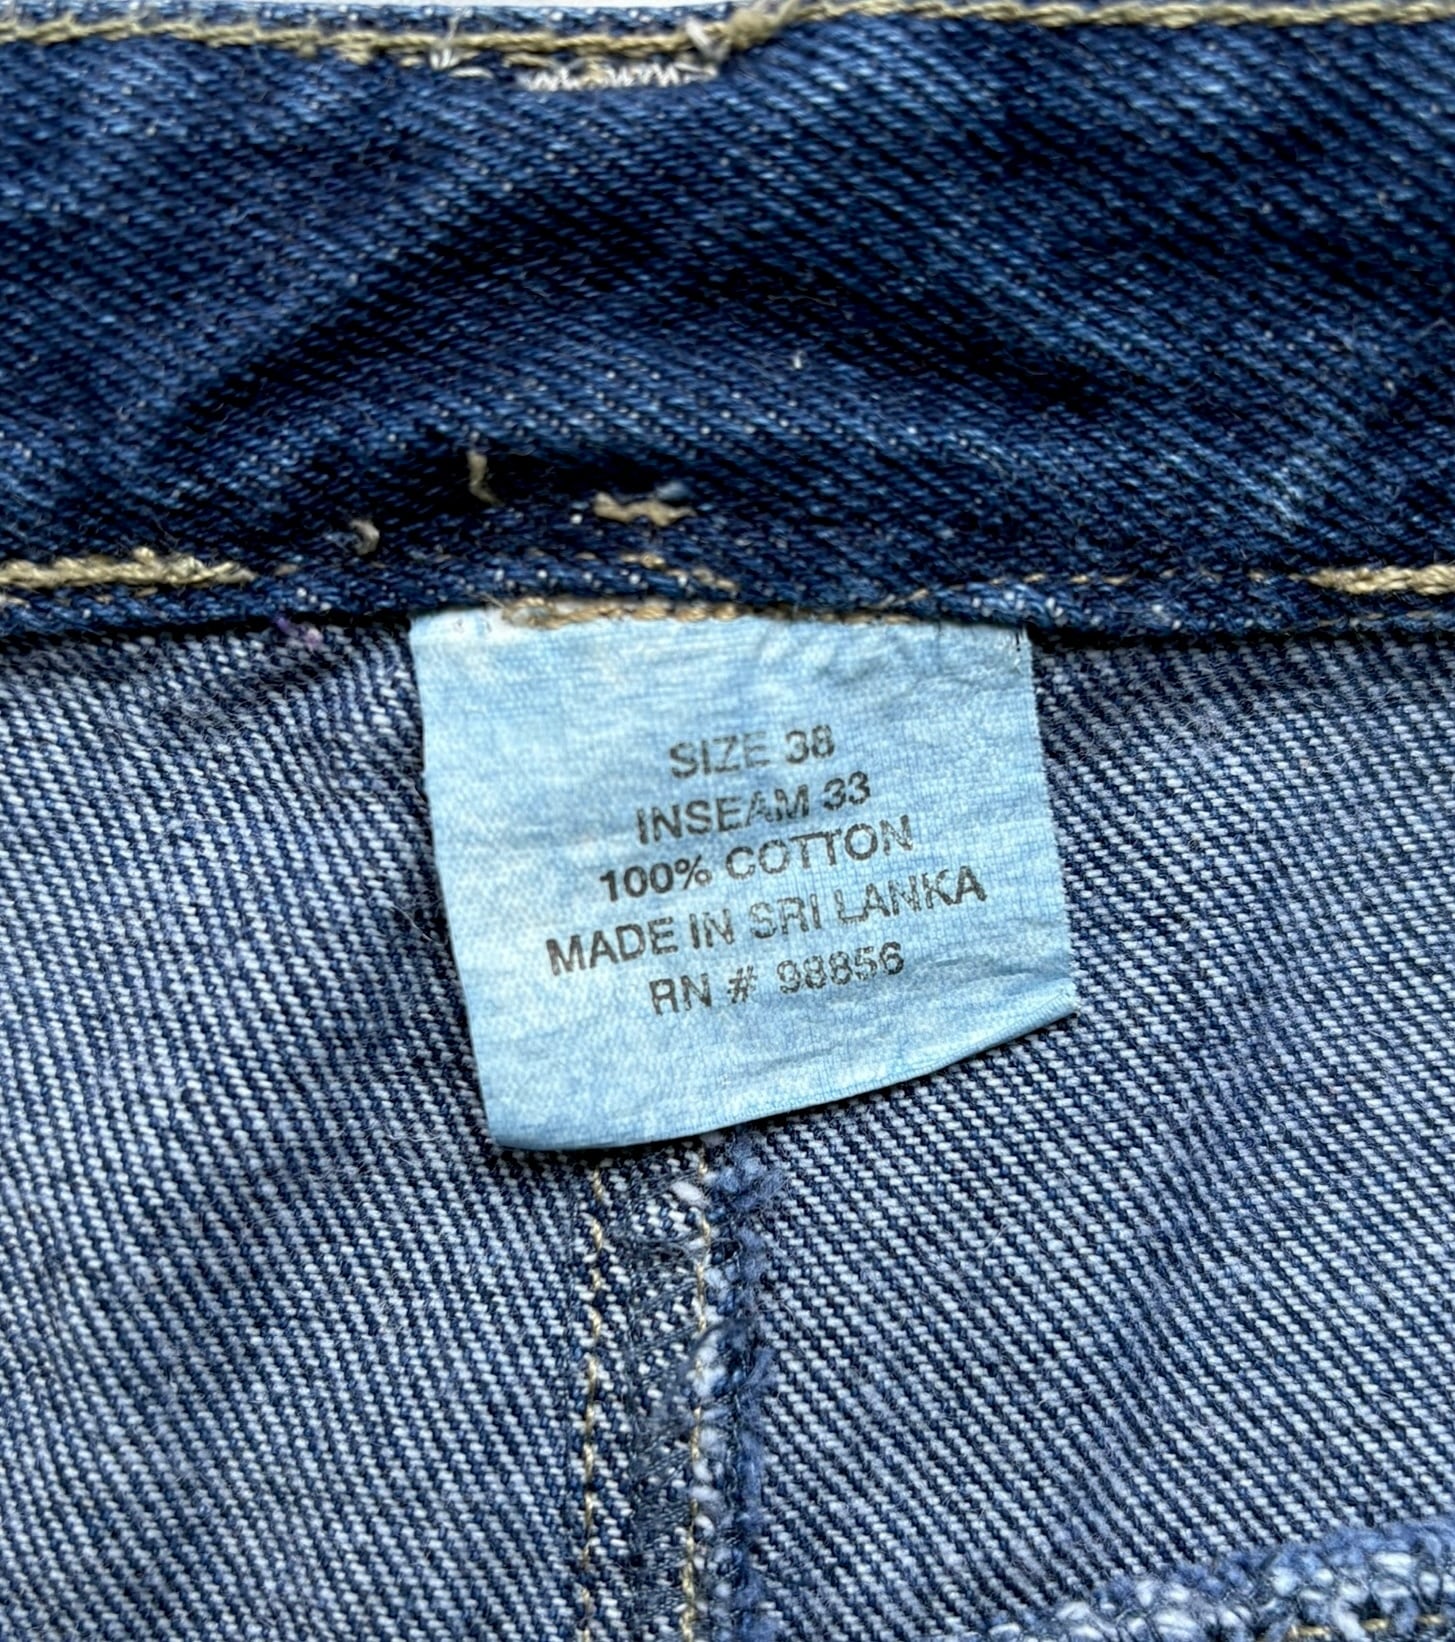 SIZE 38
INSEAM 33
100% COTTON
MADE IN SRI LANKA
RN # 98856